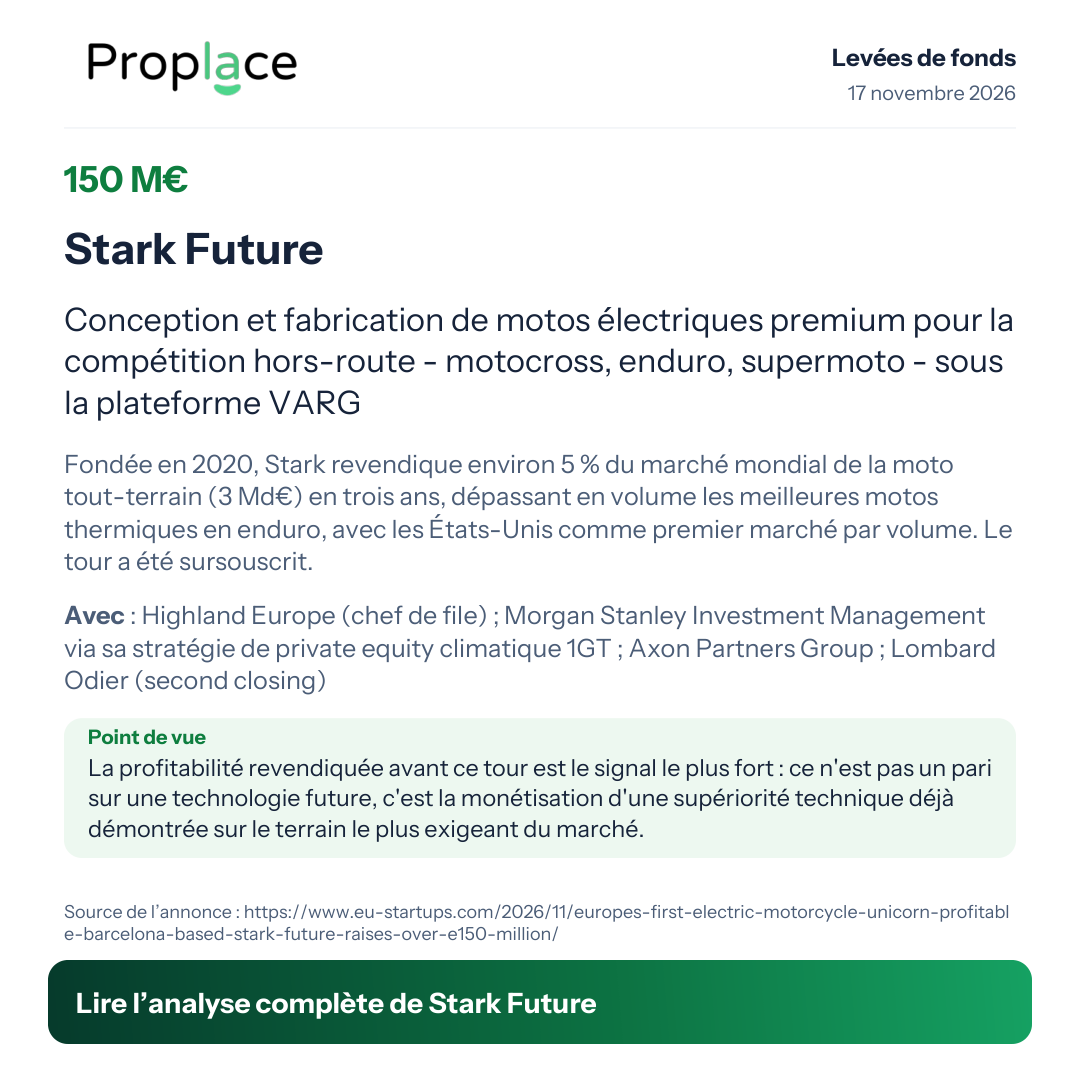 Proplace
Levées de fonds
17 novembre 2026
150 M€
Stark Future
Conception et fabrication de motos électriques premium pour la
compétition hors-route - motocross, enduro, supermoto - sous
la plateforme VARG
Fondée en 2020, Stark revendique environ 5 % du marché mondial de la moto
tout-terrain (3 Md€) en trois ans, dépassant en volume les meilleures motos
thermiques en enduro, avec les États-Unis comme premier marché par volume. Le
tour a été sursouscrit.
Avec : Highland Europe (chef de file) ; Morgan Stanley Investment Management
via sa stratégie de private equity climatique 1GT ; Axon Partners Group ; Lombard
Odier (second closing)
Point de vue
La profitabilité revendiquée avant ce tour est le signal le plus fort : ce n'est pas un pari
sur une technologie future, c'est la monétisation d'une supériorité technique déjà
démontrée sur le terrain le plus exigeant du marché.
Source de l’annonce : https://www.eu-startups.com/2026/11/europes-first-electric-motorcycle-unicorn-profitabl
e-barcelona-based-stark-future-raises-over-e150-million/
Lire l’analyse complète de Stark Future